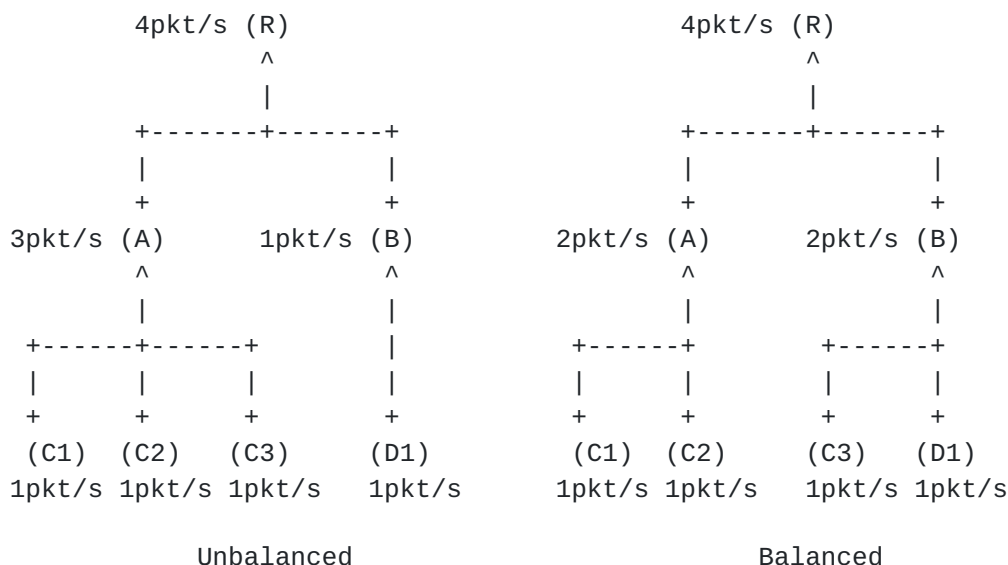 4pkt/s (R) 4pkt/s (R)
^ ^
| |
+-------+-------+ +-------+-------+
| | | |
+ + + +
3pkt/s (A) 1pkt/s (B) 2pkt/s (A) 2pkt/s (B)
^ ^ ^ ^
| | | |
+------+------+ | +------+ +------+
| | | | | | | |
+ + + + + + + +
(C1) (C2) (C3) (D1) (C1) (C2) (C3) (D1)
1pkt/s 1pkt/s 1pkt/s 1pkt/s 1pkt/s 1pkt/s 1pkt/s 1pkt/s
Unbalanced Balanced